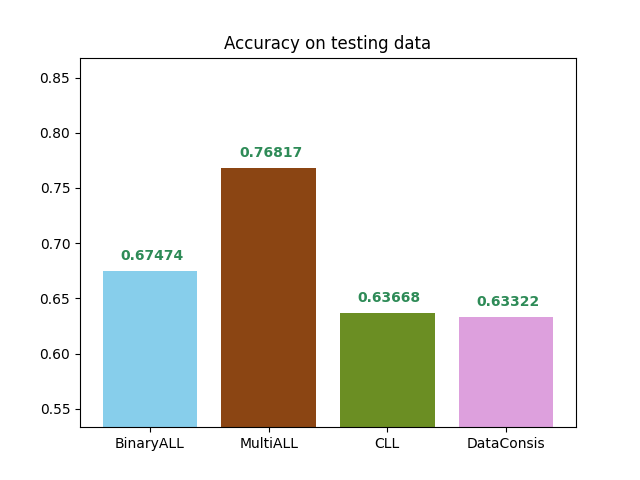 Accuracy on testing data
0.85
0.80
0.75
0.70
0.65
0.60
0.55
0.67474
0.76817
0.63668
0.63322
BinaryALL
MultiALL
CLL
DataConsis